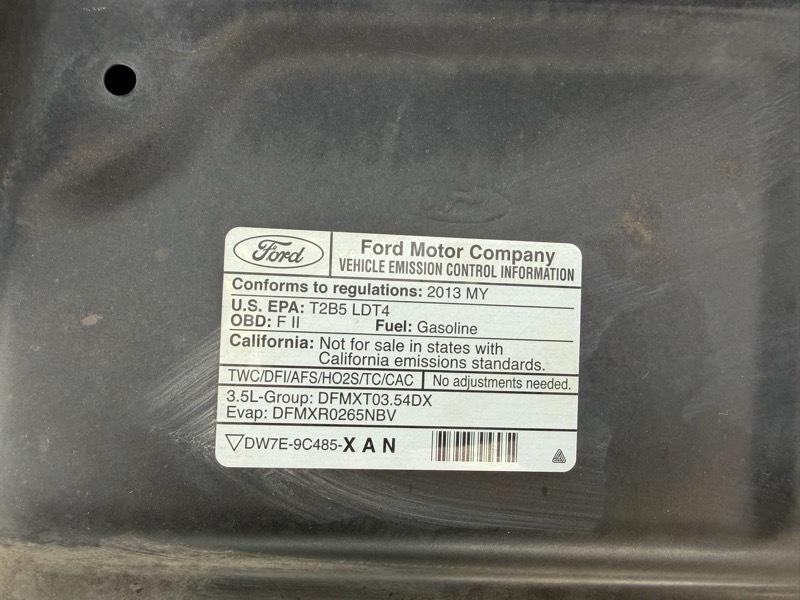 Ford
Ford Motor Company
VEHICLE EMISSION CONTROL INFORMATION
Conforms to regulations: 2013 MY
U.S. EPA: T2B5 LDT4
OBD: F II Fuel: Gasoline
California: Not for sale in states with
California emissions standards.
TWC/DFI/AFS/HO2S/TC/CAC No adjustments needed.
3.5L-Group: DFMXT03.54DX
Evap: DFMXR0265NBV
DW7E-9C485-XAN